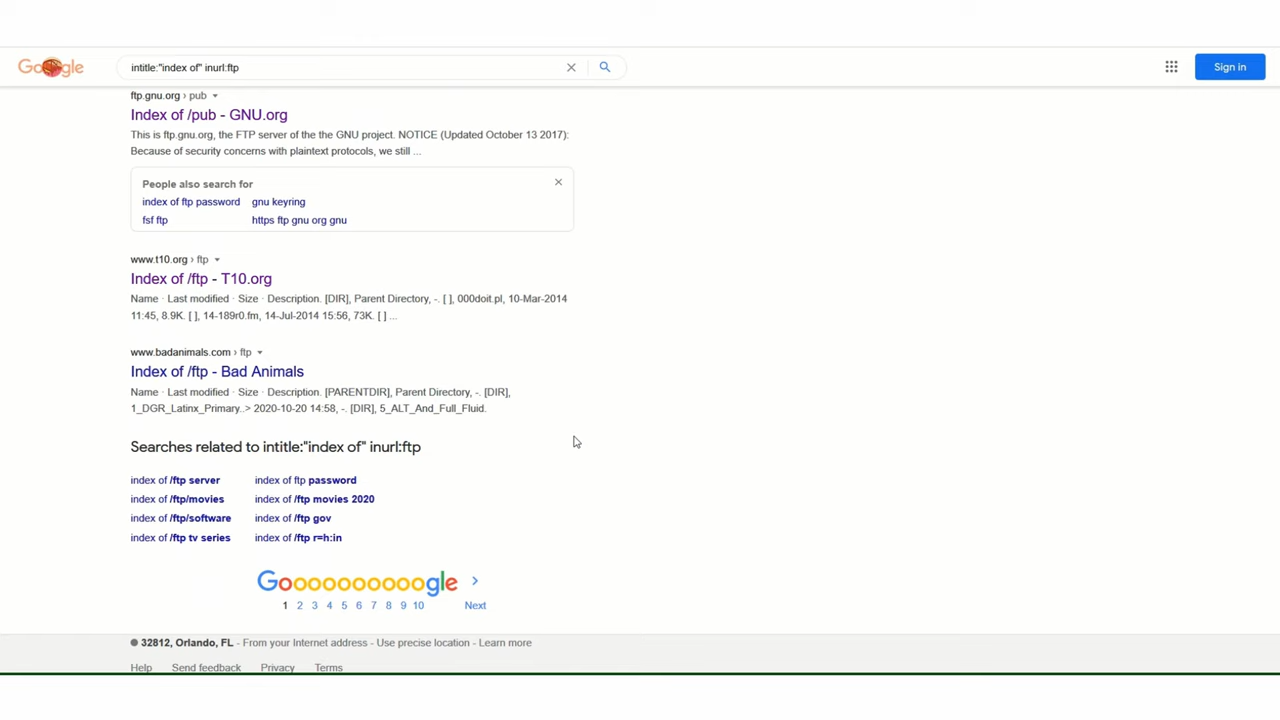 Google
intitle:"index of" inurl:ftp
Sign in
ftp.gnu.org › pub
Index of /pub - GNU.org
This is ftp.gnu.org, the FTP server of the the GNU project. NOTICE (Updated October 13 2017):
Because of security concerns with plaintext protocols, we still ...
People also search for
index of ftp password gnu keyring
fsf ftp https ftp gnu org gnu
www.t10.org › ftp
Index of /ftp - T10.org
Name · Last modified · Size · Description. [DIR], Parent Directory, -. [ ], 000doit.pl, 10-Mar-2014
11:45, 8.9K. [ ], 14-189r0.fm, 14-Jul-2014 15:56, 73K. [ ] ...
www.badanimals.com › ftp
Index of /ftp - Bad Animals
Name · Last modified · Size · Description. [PARENTDIR], Parent Directory, -. [DIR],
1_DGR_Latinx_Primary..> 2020-10-20 14:58, -. [DIR], 5_ALT_And_Full_Fluid.
Searches related to intitle:"index of" inurl:ftp
index of /ftp server index of ftp password
index of /ftp/movies index of /ftp movies 2020
index of /ftp/software index of /ftp gov
index of /ftp tv series index of /ftp r=h:in
Goooooooooogle
1 2 3 4 5 6 7 8 9 10 Next
32812, Orlando, FL - From your Internet address - Use precise location - Learn more
Help Send feedback Privacy Terms